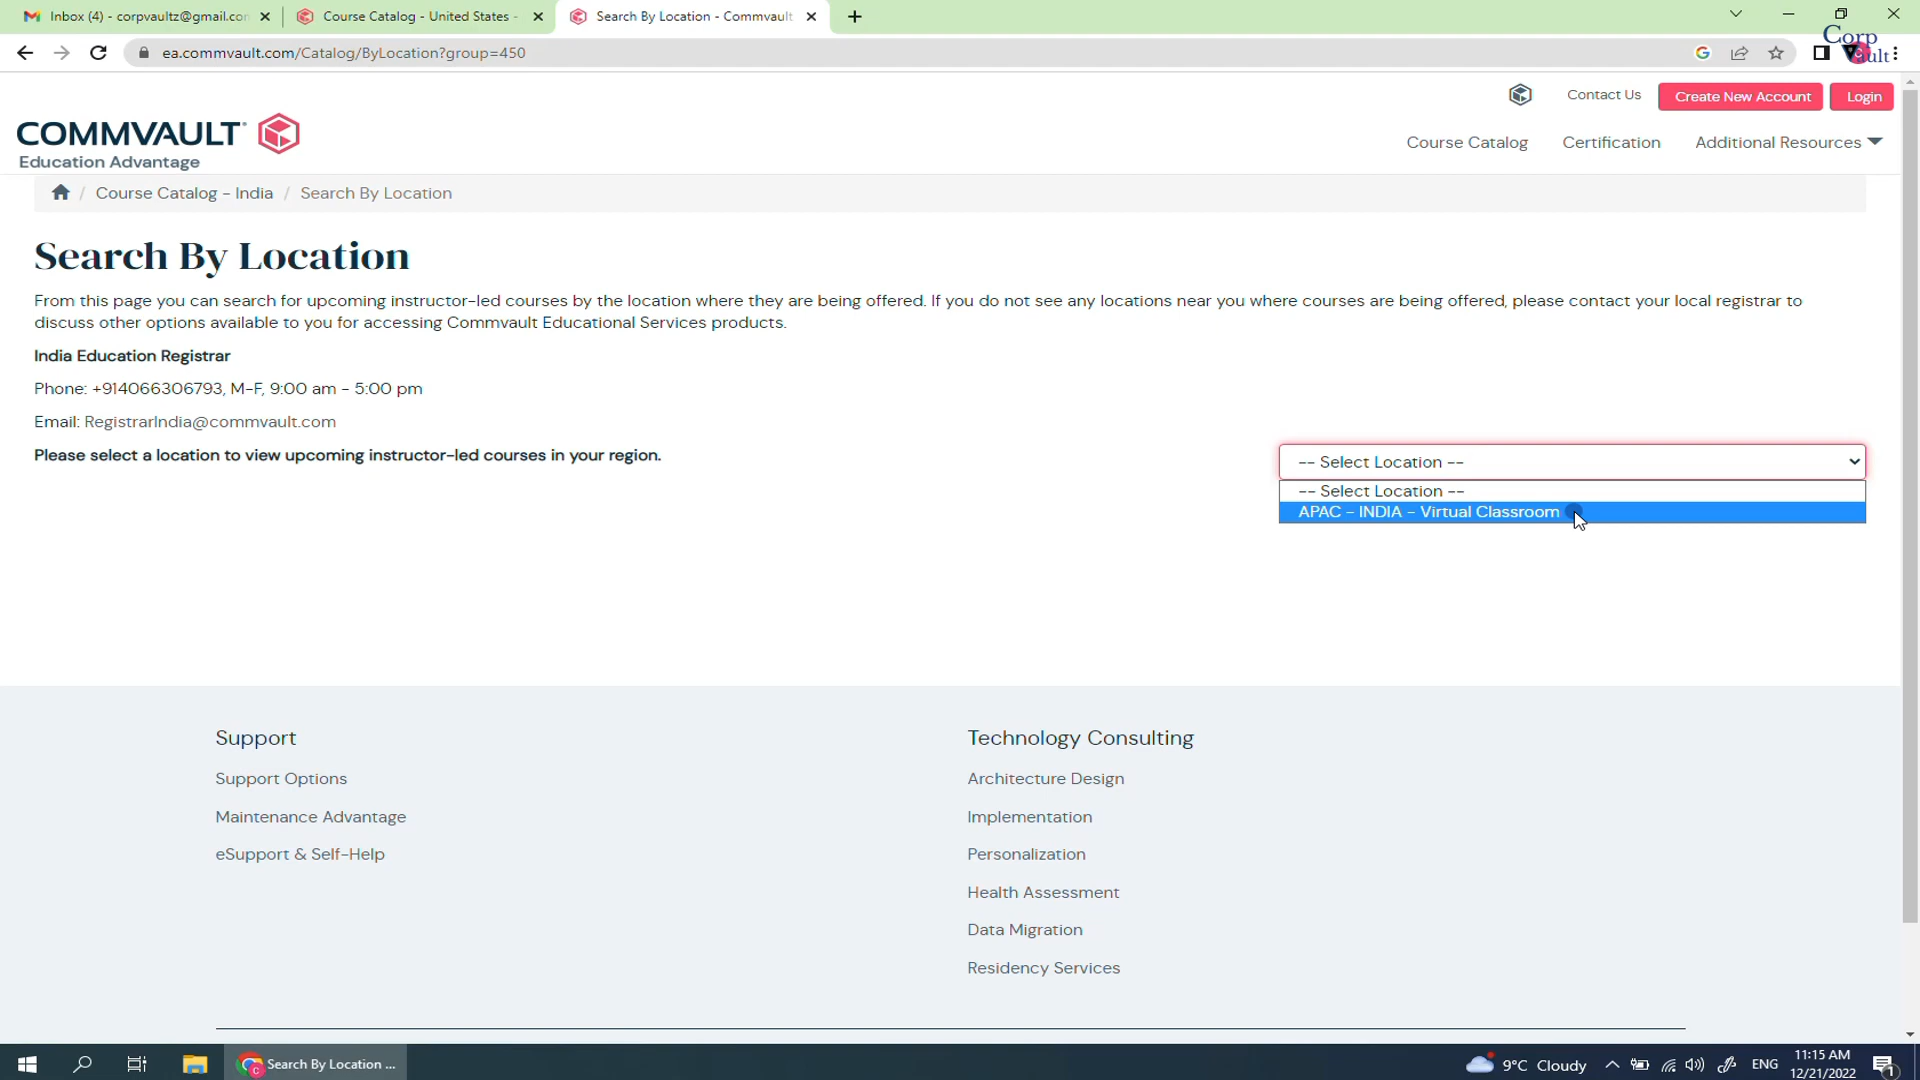 Inbox (4) - corpvaultz@gmail.con
Course Catalog - United States -
Search By Location - Commvault
ea.commvault.com/Catalog/ByLocation?group=450
Corp
Vault
Contact Us
Create New Account
Login
COMMVAULT
Education Advantage
Course Catalog
Certification
Additional Resources
/ Course Catalog - India / Search By Location
Search By Location
From this page you can search for upcoming instructor-led courses by the location where they are being offered. If you do not see any locations near you where courses are being offered, please contact your local registrar to
discuss other options available to you for accessing Commvault Educational Services products.
India Education Registrar
Phone: +914066306793, M-F, 9:00 am - 5:00 pm
Email: RegistrarIndia@commvault.com
Please select a location to view upcoming instructor-led courses in your region.
-- Select Location --
-- Select Location --
APAC - INDIA - Virtual Classroom
Support
Support Options
Maintenance Advantage
eSupport & Self-Help
Technology Consulting
Architecture Design
Implementation
Personalization
Health Assessment
Data Migration
Residency Services
Search By Location ...
9°C Cloudy
ENG
11:15 AM
12/21/2022
1